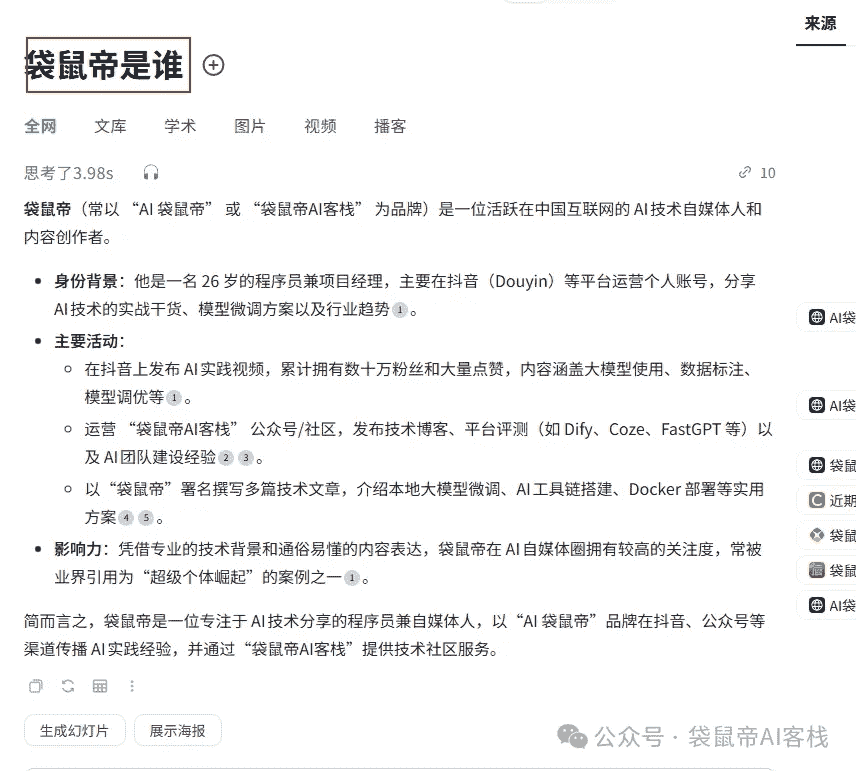 来源
袋鼠帝是谁
全网 文库 学术 图片 视频 播客
思考了3.98s 10
袋鼠帝（常以 “AI 袋鼠帝” 或 “袋鼠帝AI客栈” 为品牌）是一位活跃在中国互联网的 AI 技术自媒体人和
内容创作者。
身份背景：他是一名 26 岁的程序员兼项目经理，主要在抖音（Douyin）等平台运营个人账号，分享
AI技术的实战干货、模型微调方案以及行业趋势 1 。
主要活动：
在抖音上发布 AI 实践视频，累计拥有数十万粉丝和大量点赞，内容涵盖大模型使用、数据标注、
模型调优等 1 。
运营 “袋鼠帝AI客栈” 公众号/社区，发布技术博客、平台评测（如 Dify、Coze、FastGPT 等）以
及 AI 团队建设经验 2 3 。
以 “袋鼠帝” 署名撰写多篇技术文章，介绍本地大模型微调、AI 工具链搭建、Docker 部署等实用
方案 4 5 。
影响力：凭借专业的技术背景和通俗易懂的内容表达，袋鼠帝在 AI 自媒体圈拥有较高的关注度，常被
业界引用为 “超级个体崛起” 的案例之一 1 。
简而言之，袋鼠帝是一位专注于 AI 技术分享的程序员兼自媒体人，以 “AI 袋鼠帝” 品牌在抖音、公众号等
渠道传播 AI 实践经验，并通过 “袋鼠帝AI客栈” 提供技术社区服务。
生成幻灯片 展示海报
AI袋
AI袋
袋鼠
近期
袋鼠
袋鼠
AI袋
公众号 · 袋鼠帝AI客栈